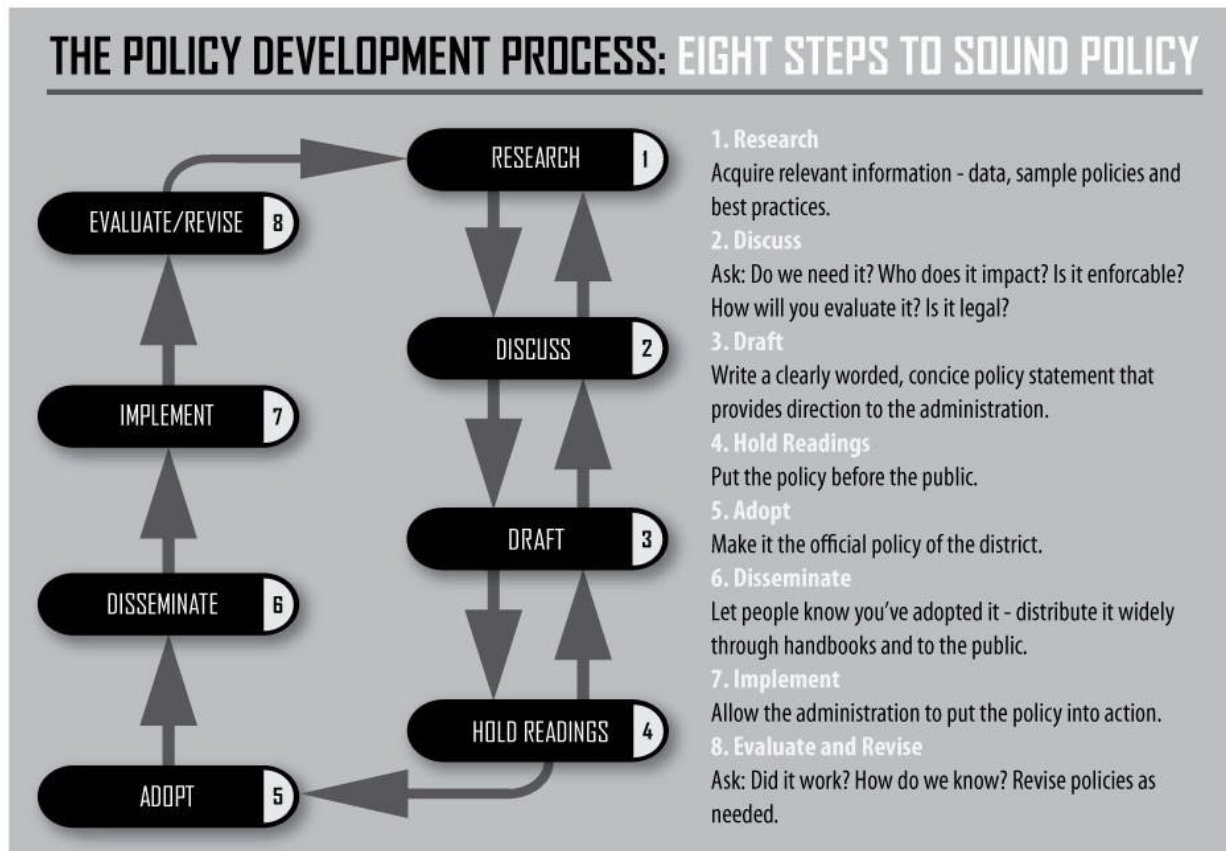 THE POLICY DEVELOPMENT PROCESS: EIGHT STEPS TO SOUND POLICY
RESEARCH 1
EVALUATE/REVISE 8
DISCUSS 2
IMPLEMENT 7
DRAFT 3
DISSEMINATE 6
HOLD READINGS 4
ADOPT 5
1. Research
Acquire relevant information - data, sample policies and
best practices.
2. Discuss
Ask: Do we need it? Who does it impact? Is it enforcable?
How will you evaluate it? Is it legal?
3. Draft
Write a clearly worded, concice policy statement that
provides direction to the administration.
4. Hold Readings
Put the policy before the public.
5. Adopt
Make it the official policy of the district.
6. Disseminate
Let people know you've adopted it - distribute it widely
through handbooks and to the public.
7. Implement
Allow the administration to put the policy into action.
8. Evaluate and Revise
Ask: Did it work? How do we know? Revise policies as
needed.